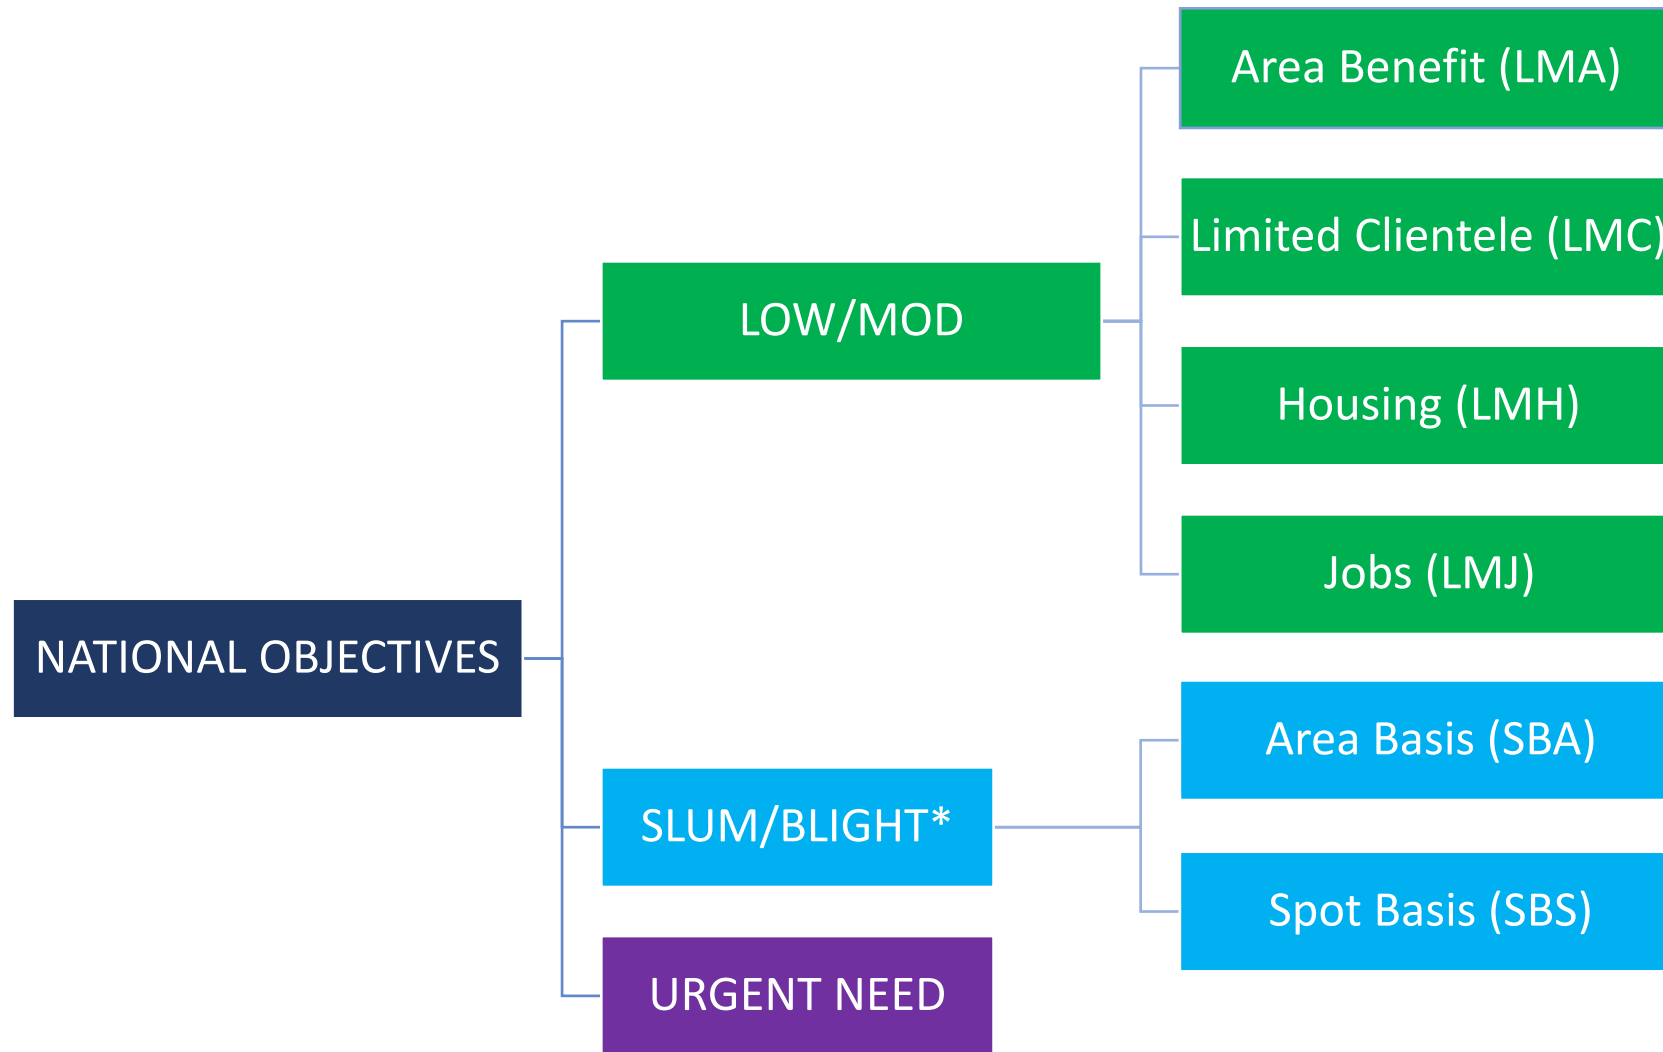 NATIONAL OBJECTIVES
LOW/MOD
Area Benefit (LMA)
Limited Clientele (LMC)
Housing (LMH)
Jobs (LMJ)
SLUM/BLIGHT*
Area Basis (SBA)
Spot Basis (SBS)
URGENT NEED